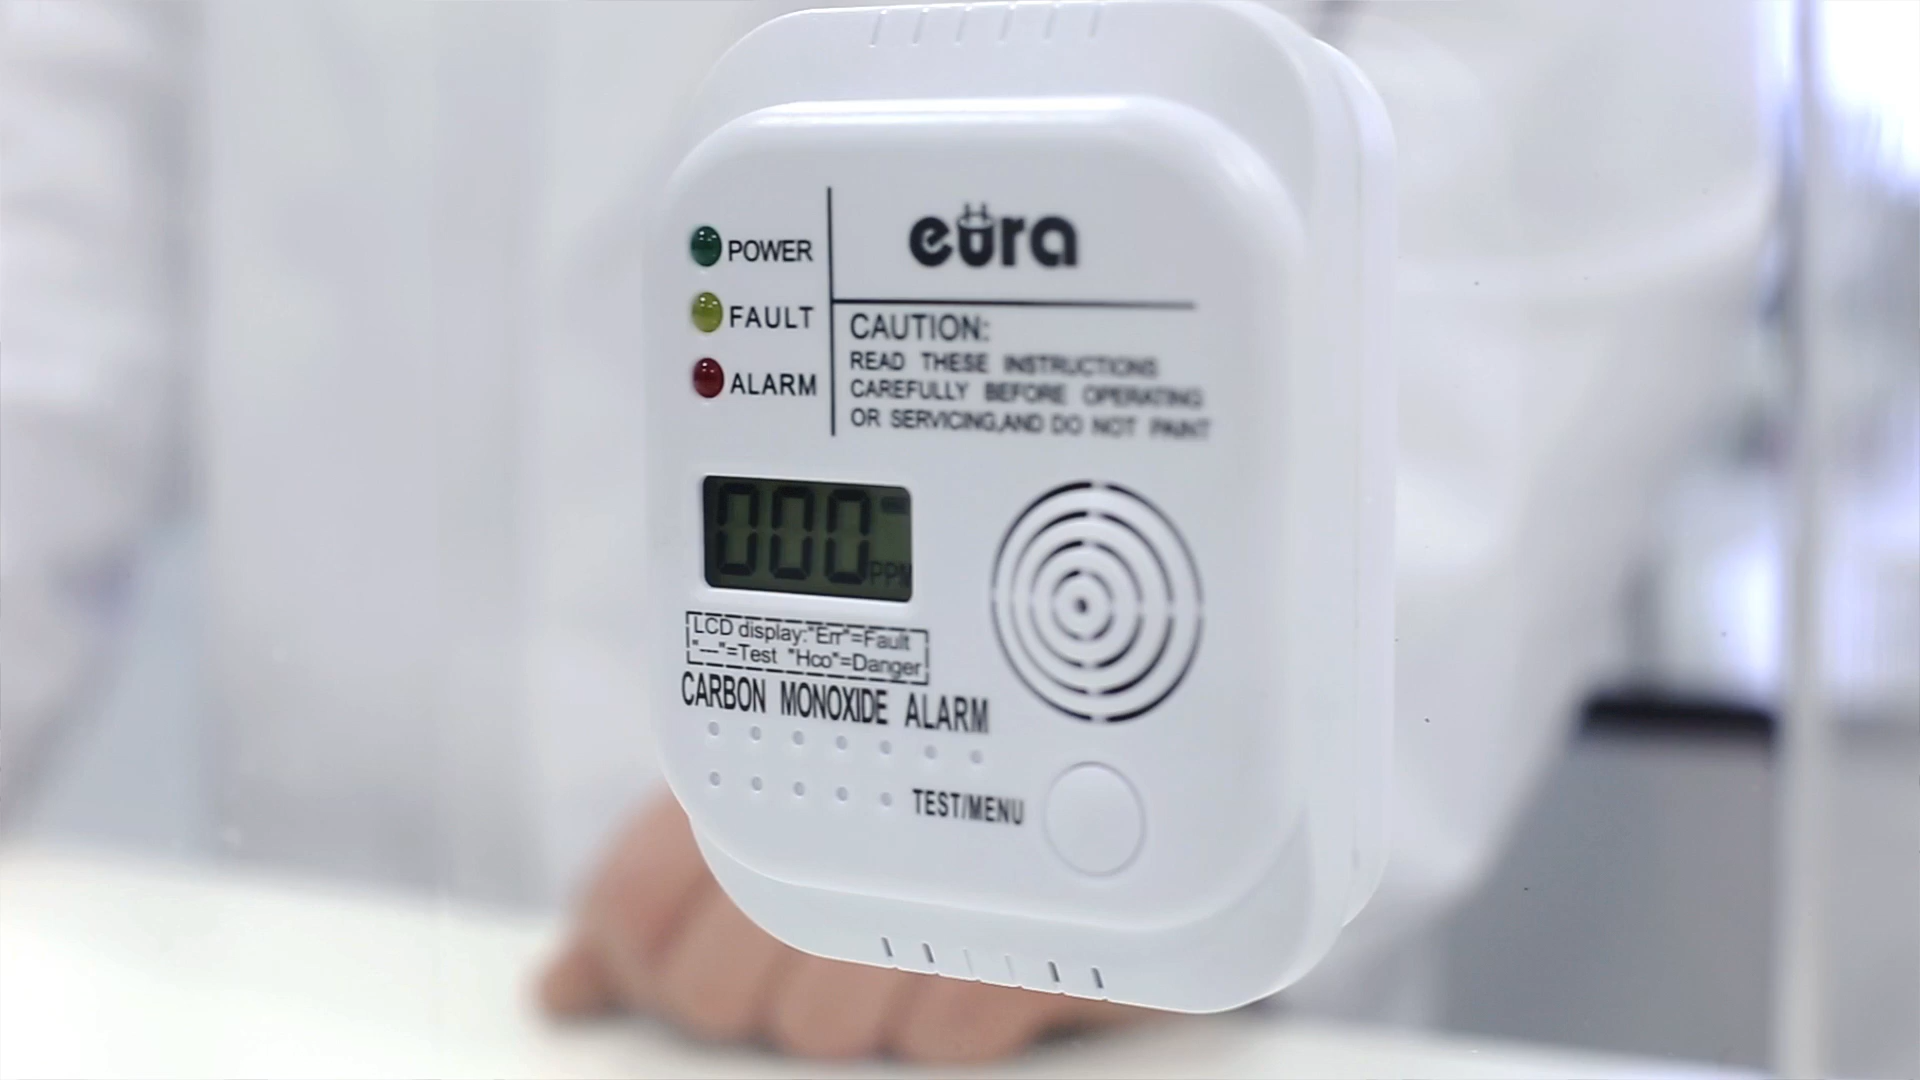 eura
POWER
FAULT
ALARM
CAUTION:
READ THESE INSTRUCTIONS
CAREFULLY BEFORE OPERATING
OR SERVICING,AND DO NOT PAINT
000 PPM
LCD display:"Err"=Fault
"---"=Test "Hco"=Danger
CARBON MONOXIDE ALARM
TEST/MENU